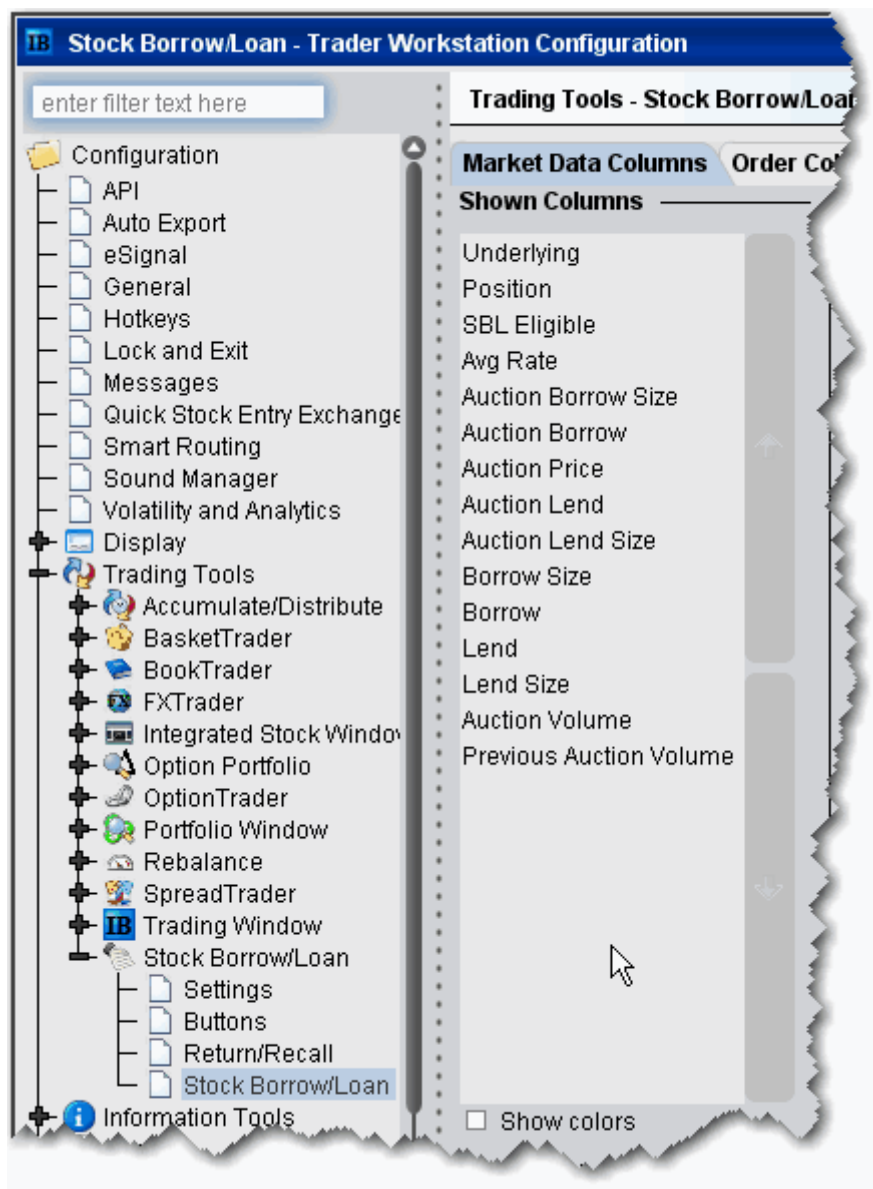 IB Stock Borrow/Loan - Trader Workstation Configuration
enter filter text here
Configuration
API
Auto Export
eSignal
General
Hotkeys
Lock and Exit
Messages
Quick Stock Entry Exchange
Smart Routing
Sound Manager
Volatility and Analytics
Display
Trading Tools
Accumulate/Distribute
BasketTrader
BookTrader
FX FXTrader
Integrated Stock Window
Option Portfolio
OptionTrader
Portfolio Window
Rebalance
SpreadTrader
IB Trading Window
Stock Borrow/Loan
Settings
Buttons
Return/Recall
Stock Borrow/Loan
Information Tools
Trading Tools - Stock Borrow/Loan
Market Data Columns
Order Col
Shown Columns
Underlying
Position
SBL Eligible
Avg Rate
Auction Borrow Size
Auction Borrow
Auction Price
Auction Lend
Auction Lend Size
Borrow Size
Borrow
Lend
Lend Size
Auction Volume
Previous Auction Volume
Show colors